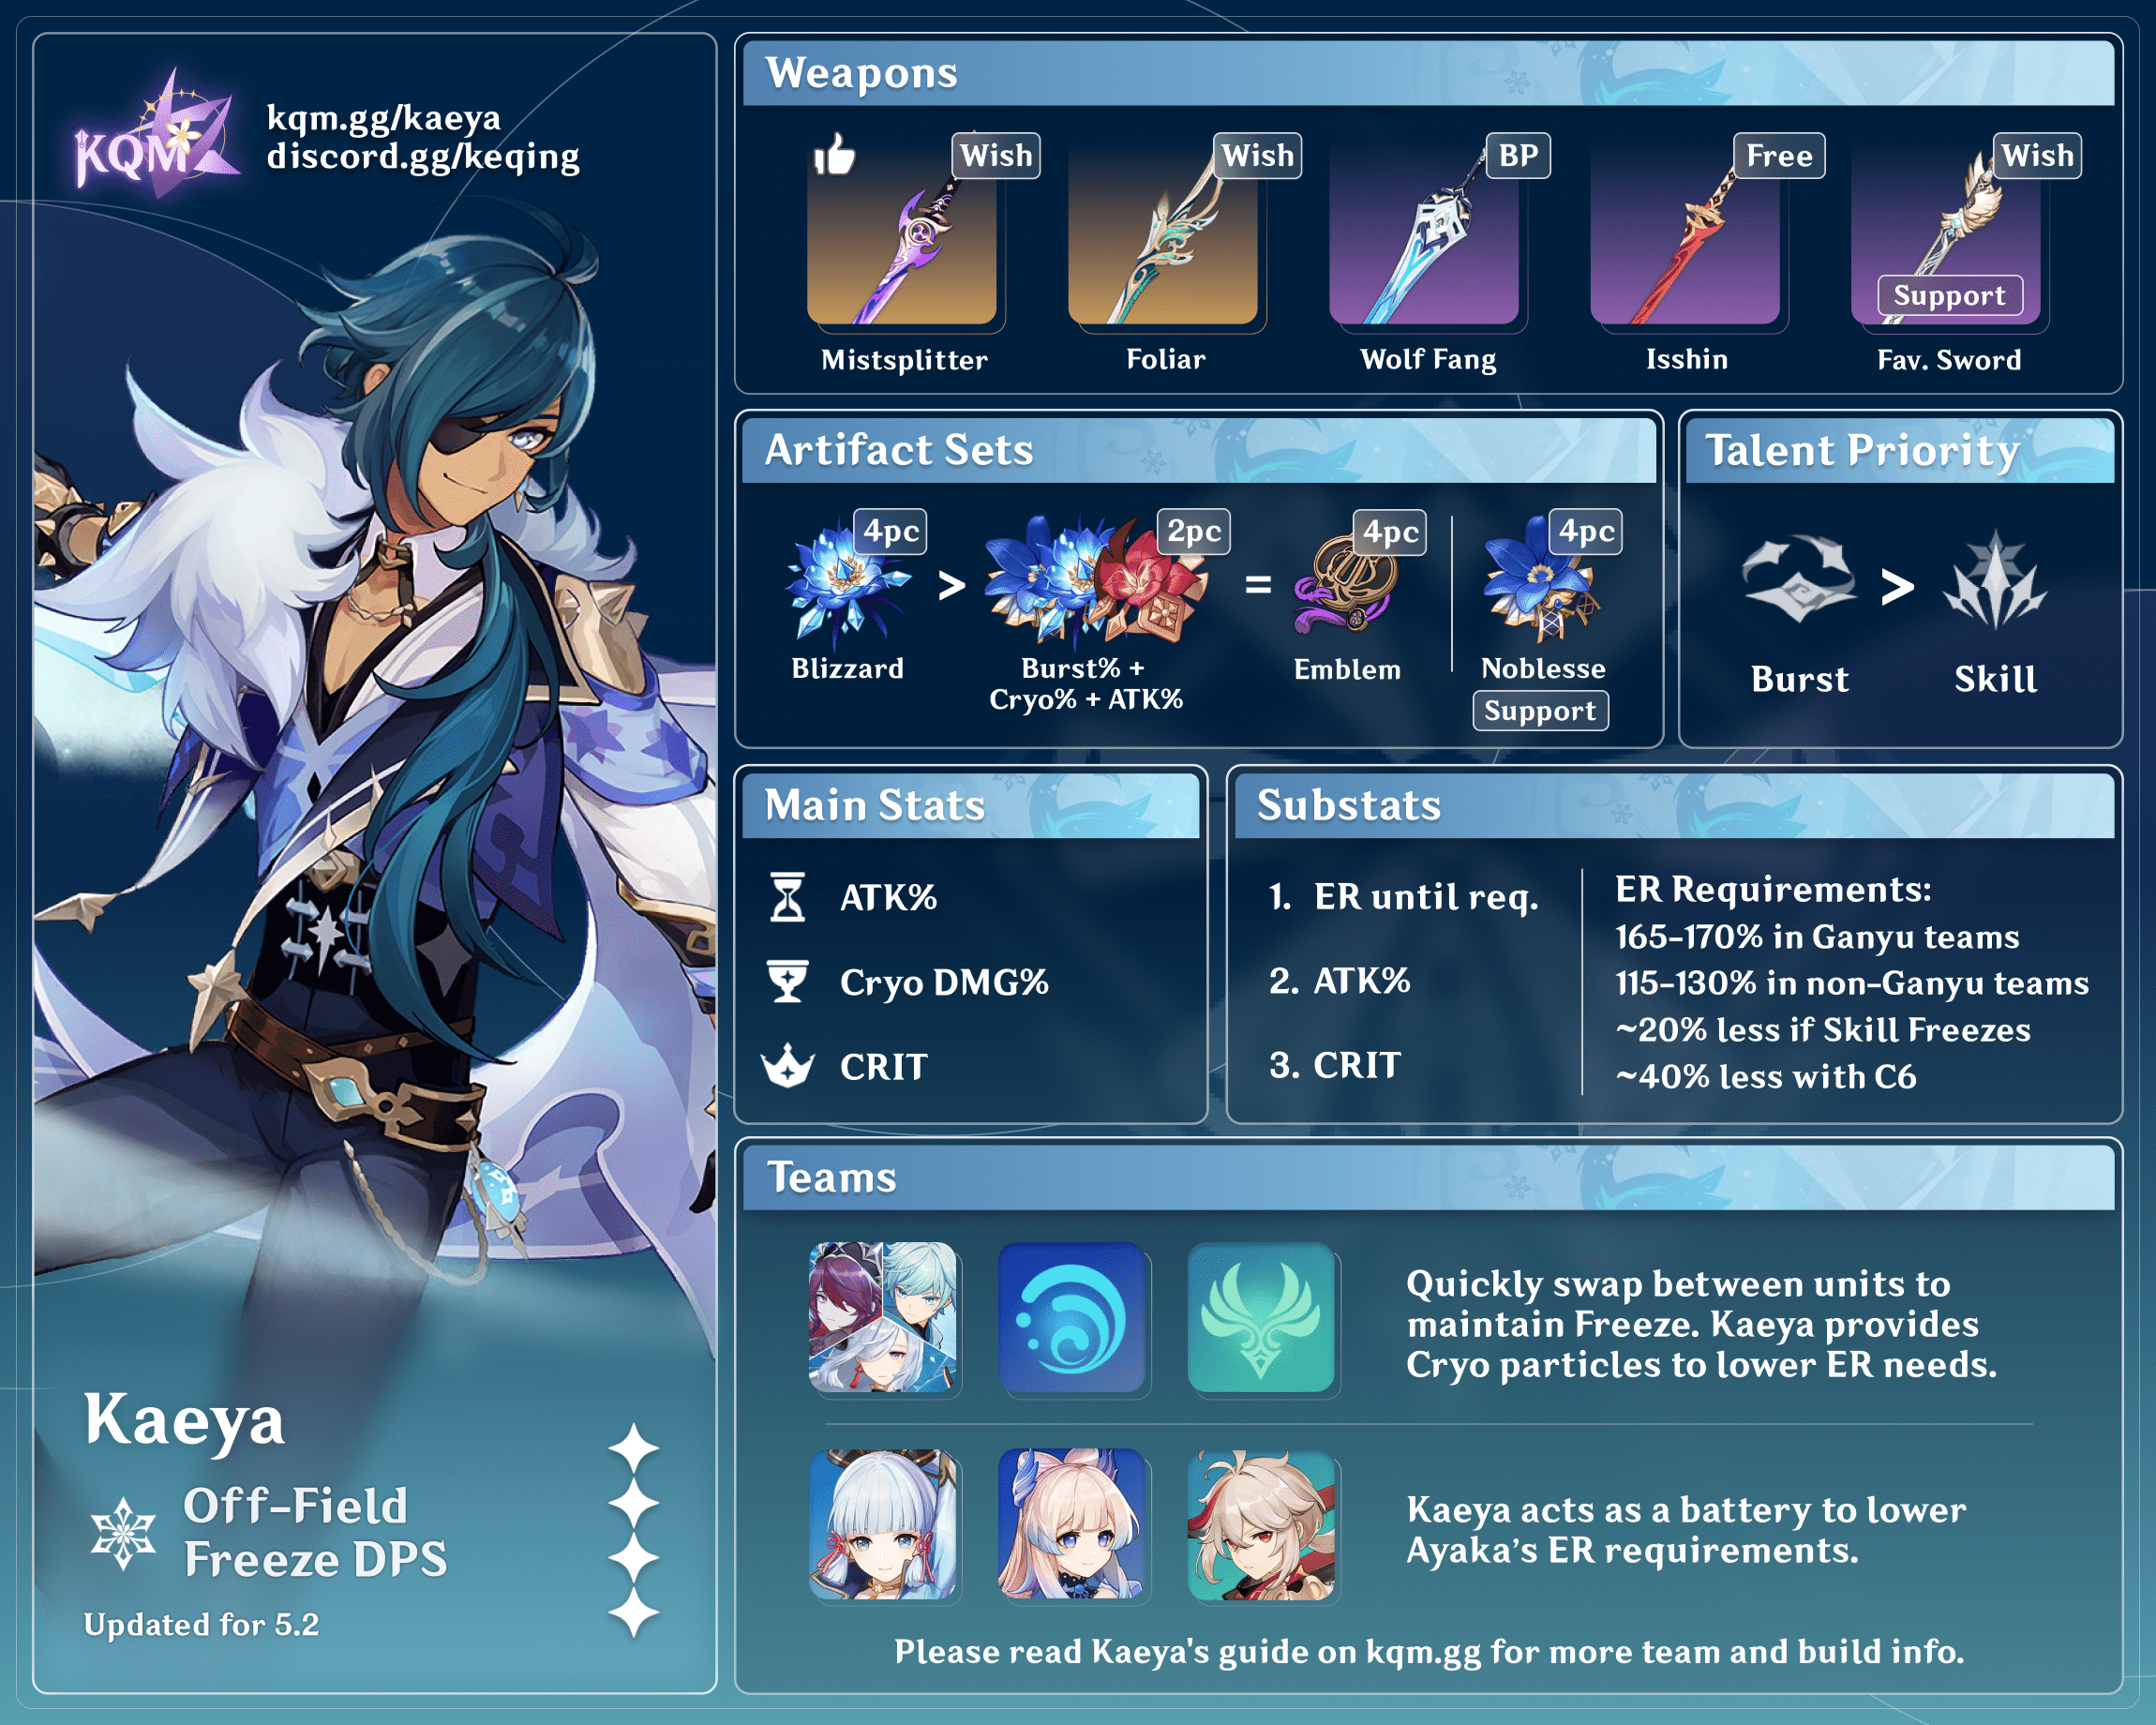 KQM
kqm.gg/kaeya
discord.gg/keqing
Kaeya
Off-Field
Freeze DPS
Updated for 5.2
Weapons
Wish
Mistsplitter
Wish
Foliar
BP
Wolf Fang
Free
Isshin
Wish
Support
Fav. Sword
Artifact Sets
4pc
Blizzard
>
2pc
Burst% +
Cryo% + ATK%
=
4pc
Emblem
4pc
Noblesse
Support
Talent Priority
Burst
>
Skill
Main Stats
ATK%
Cryo DMG%
CRIT
Substats
1. ER until req.
2. ATK%
3. CRIT
ER Requirements:
165-170% in Ganyu teams
115-130% in non-Ganyu teams
~20% less if Skill Freezes
~40% less with C6
Teams
Quickly swap between units to
maintain Freeze. Kaeya provides
Cryo particles to lower ER needs.
Kaeya acts as a battery to lower
Ayaka's ER requirements.
Please read Kaeya's guide on kqm.gg for more team and build info.